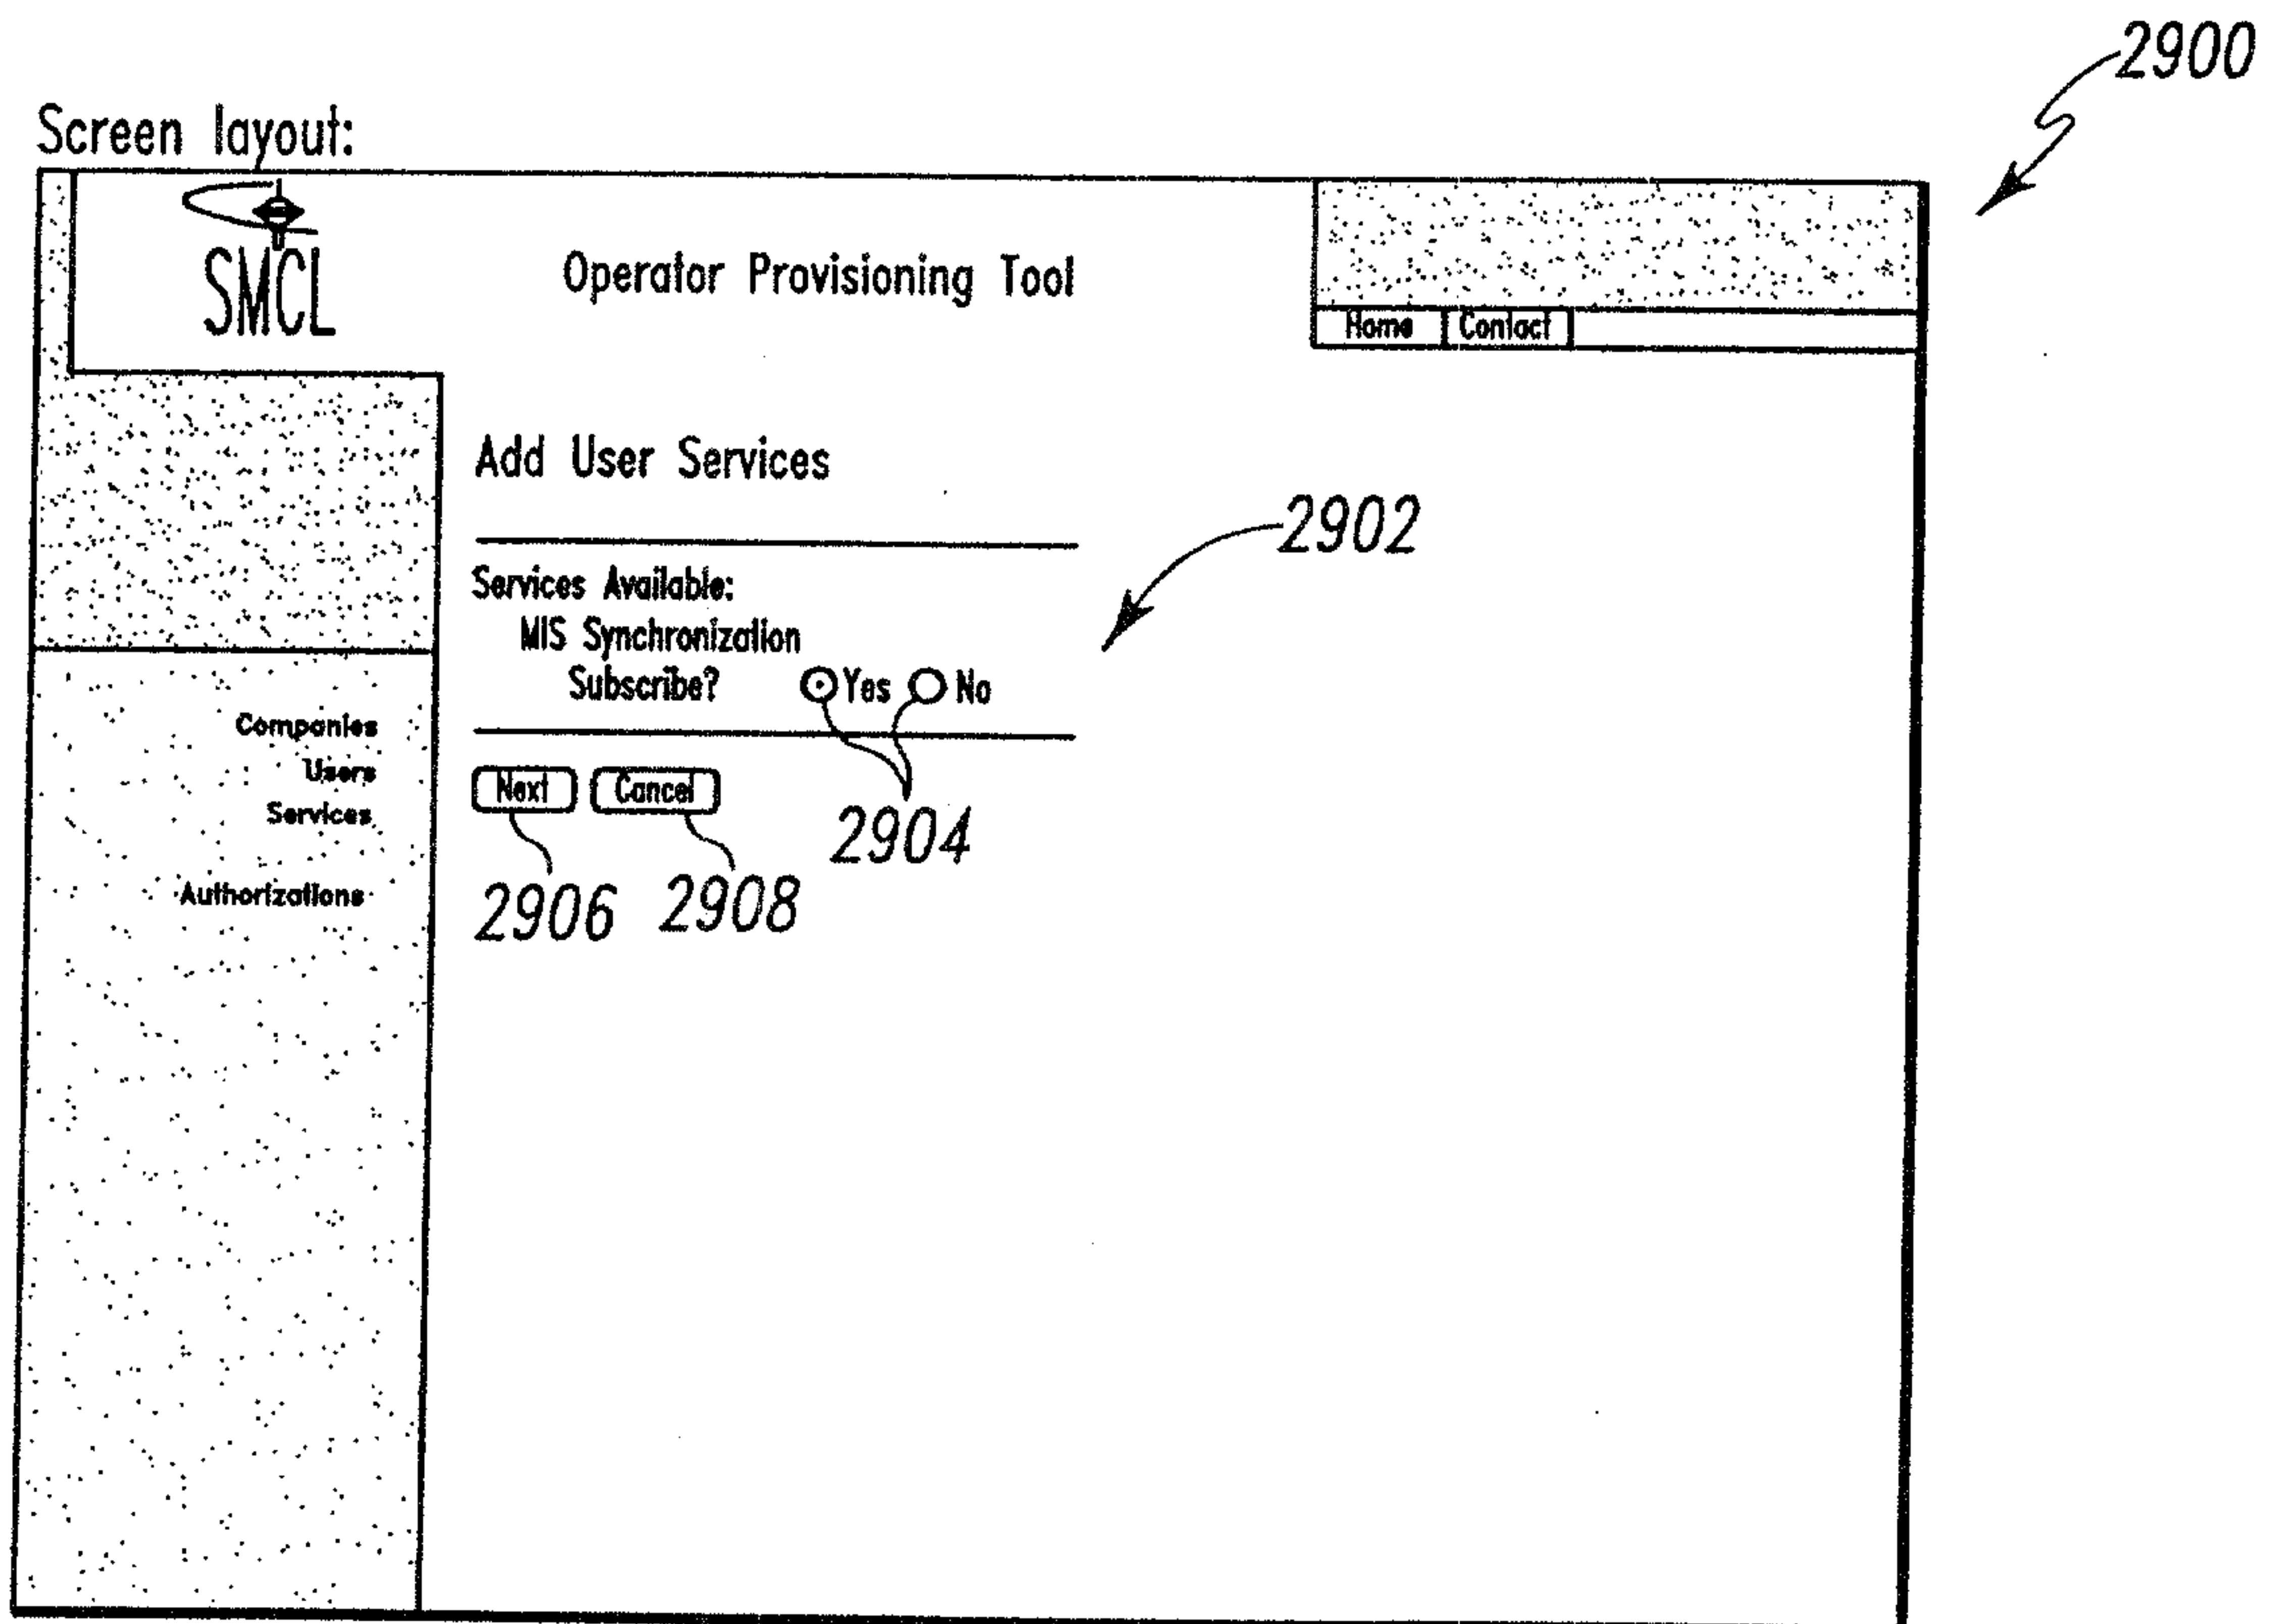 2900
Screen layout:
SMCL
Operator Provisioning Tool
Home Contact
Add User Services
2902
Services Available:
MIS Synchronization
Subscribe? Yes No
Companies
Users
Services
Authorizations
Next Cancel
2904
2906 2908